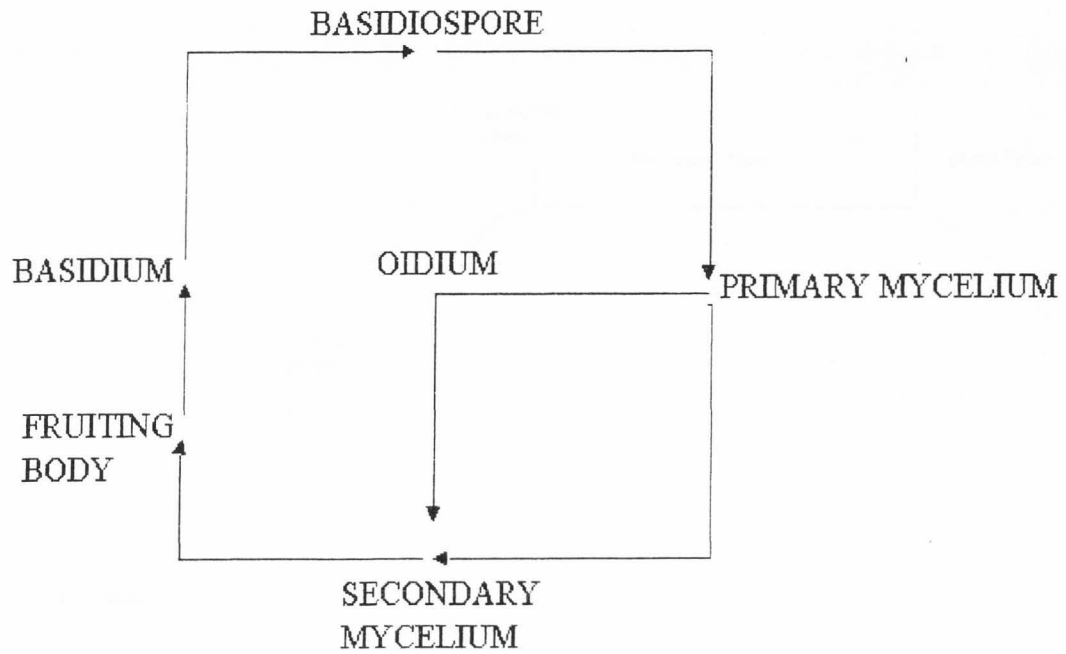 BASIDIOSPORE
BASIDIUM
OIDIUM
PRIMARY MYCELIUM
FRUITING
BODY
SECONDARY
MYCELIUM